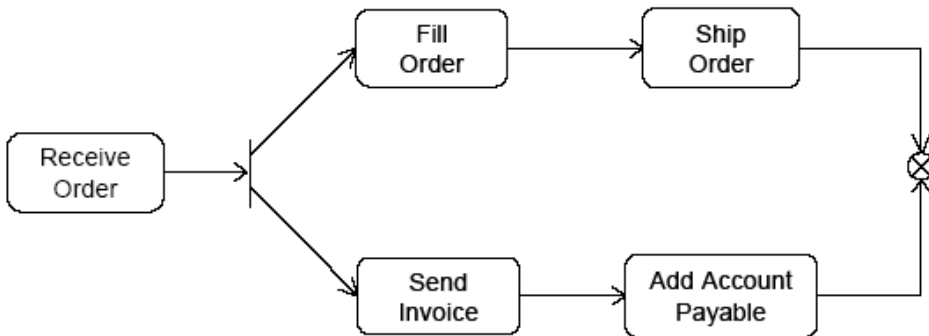 Fill
Order
Ship
Order
Receive
Order
Send
Invoice
Add Account
Payable